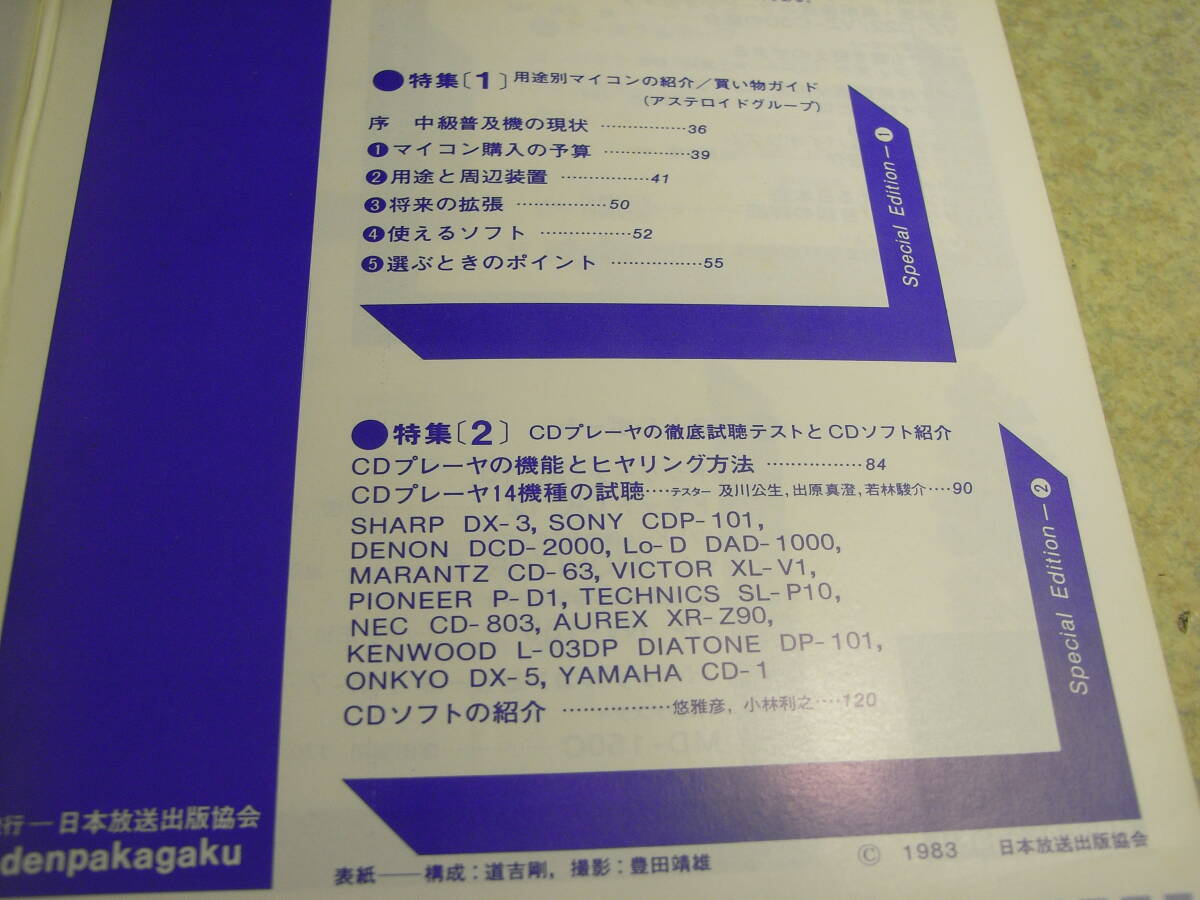 ●特集〔1〕用途別マイコンの紹介／買い物ガイド
（アステロイドグループ）
序　中級普及機の現状 ……………36
❶マイコン購入の予算 ……………39
❷用途と周辺装置 ……………41
❸将来の拡張 ……………50
❹使えるソフト ……………52
❺選ぶときのポイント ……………55
Special Edition—❶
●特集〔2〕CDプレーヤの徹底試聴テストとCDソフト紹介
CDプレーヤの機能とヒヤリング方法 ……………84
CDプレーヤ14機種の試聴‥‥テスター 及川公生, 出原真澄, 若林駿介‥‥90
SHARP DX-3, SONY CDP-101,
DENON DCD-2000, Lo-D DAD-1000,
MARANTZ CD-63, VICTOR XL-V1,
PIONEER P-D1, TECHNICS SL-P10,
NEC CD-803, AUREX XR-Z90,
KENWOOD L-03DP DIATONE DP-101,
ONKYO DX-5, YAMAHA CD-1
CDソフトの紹介 ………………悠雅彦, 小林利之‥‥120
Special Edition—❷
行—日本放送出版協会
denpakagaku
表紙——構成：道吉剛, 撮影：豊田靖雄
© 1983　日本放送出版協会